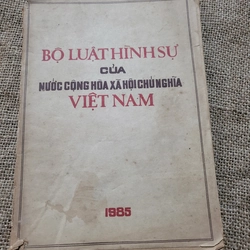 BỘ LUẬT HÌNH SỰ
CỦA
NƯỚC CỘNG HÒA XÃ HỘI CHỦ NGHĨA
VIỆT NAM
1985